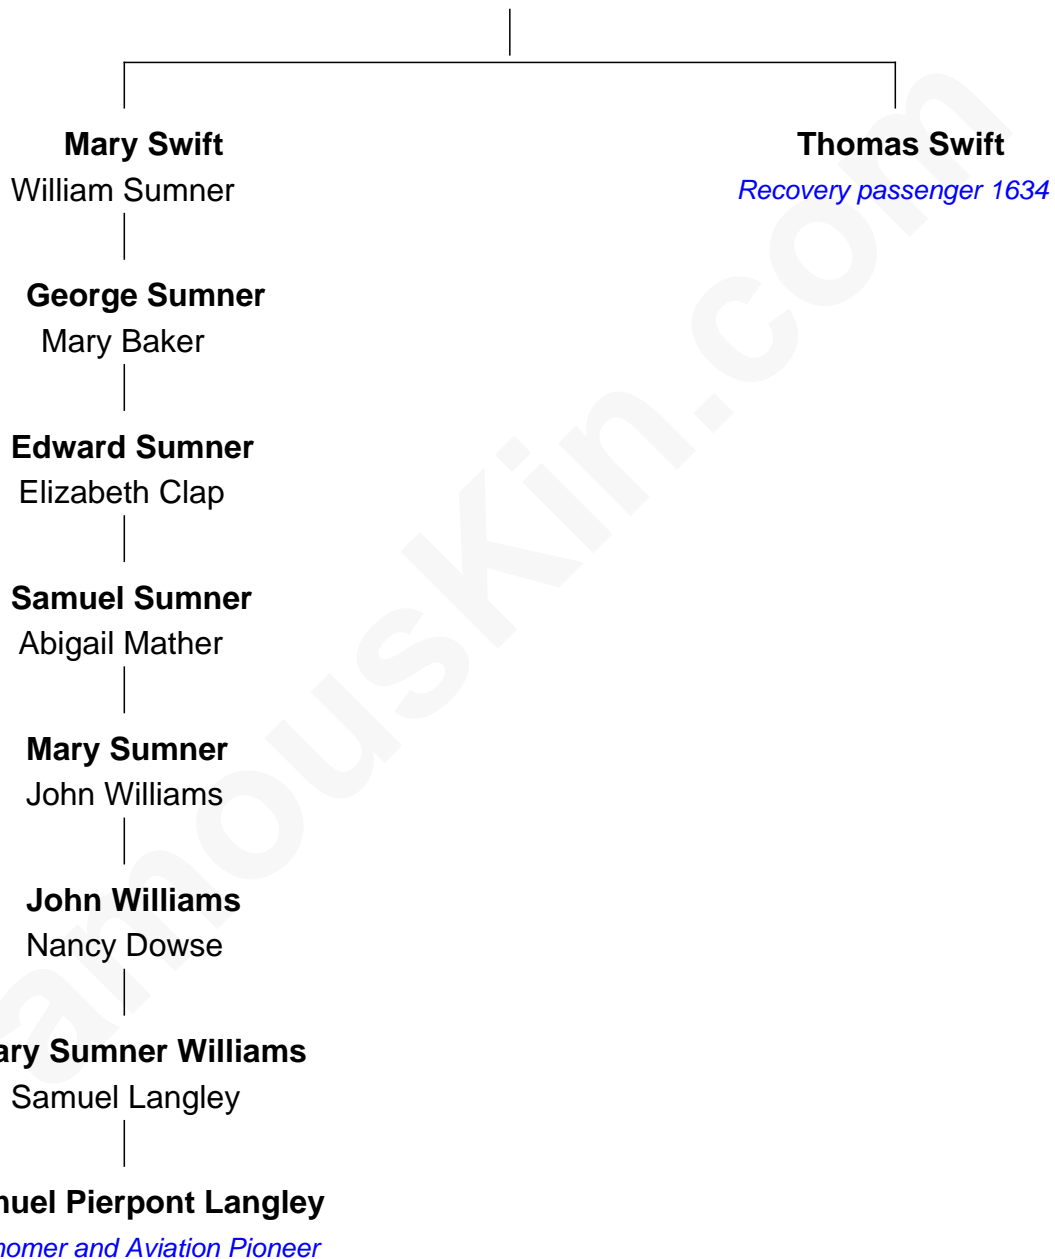 Mary Swift
William Sumner
Thomas Swift
Recovery passenger 1634
George Sumner
Mary Baker
Edward Sumner
Elizabeth Clap
Samuel Sumner
Abigail Mather
Mary Sumner
John Williams
John Williams
Nancy Dowse
ary Sumner Williams
Samuel Langley
nuel Pierpont Langley
nomer and Aviation Pioneer
amousKin.com